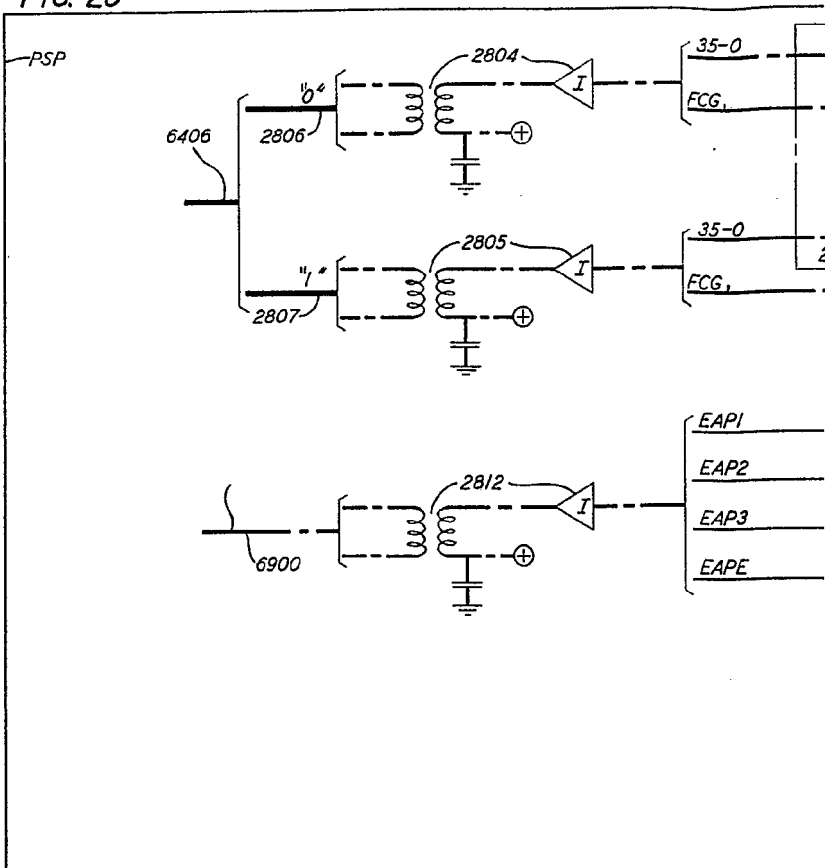 PSP
2804
I
35-0
FCG,
"0"
2806
6406
2805
I
35-0
FCG,
"1"
2807
EAP1
EAP2
EAP3
EAPE
2812
I
6900